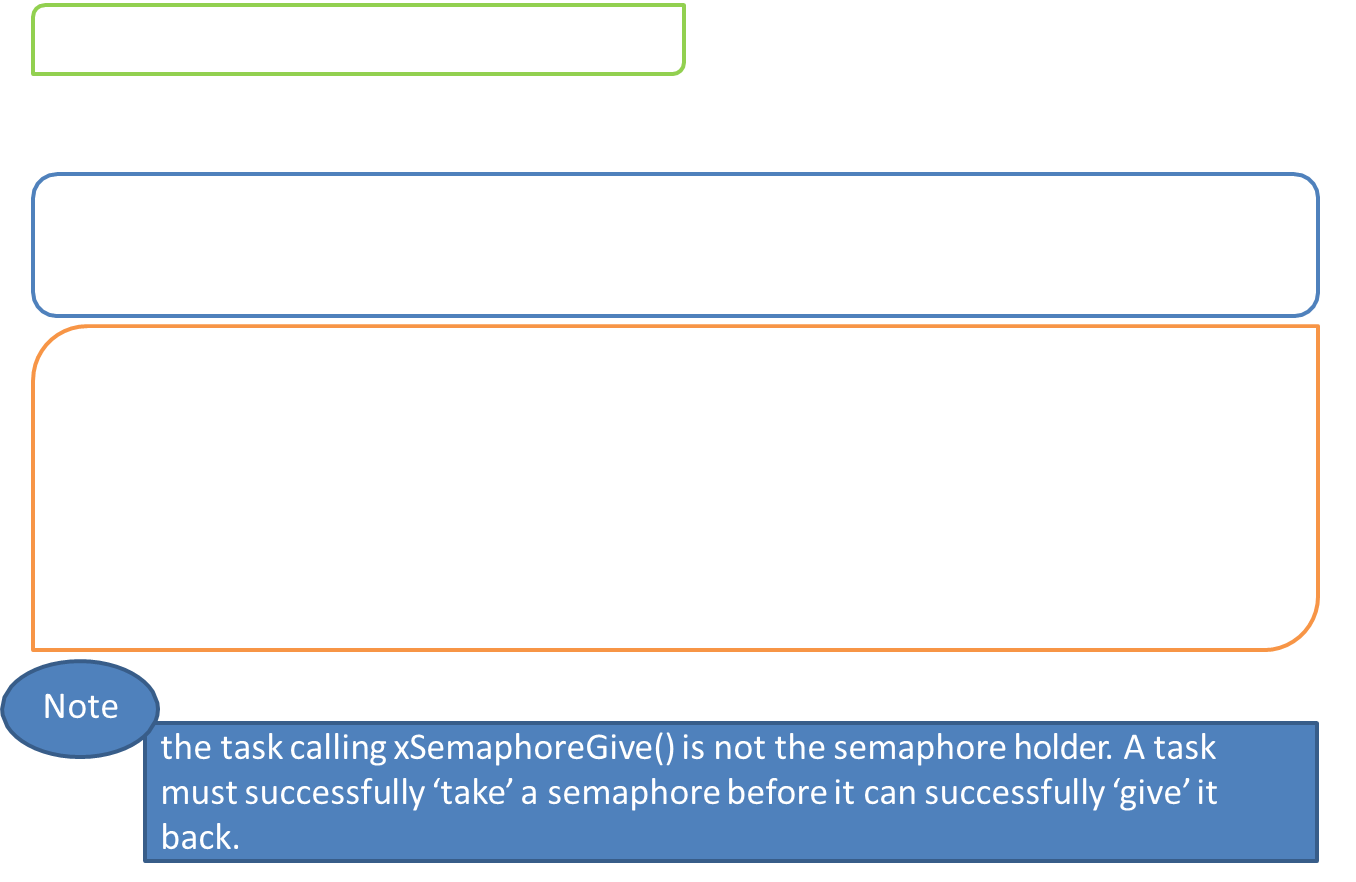 Note
the task calling xSemaphoreGive() is not the semaphore holder. A task
must successfully ‘take’ a semaphore before it can successfully ‘give’ it
back.